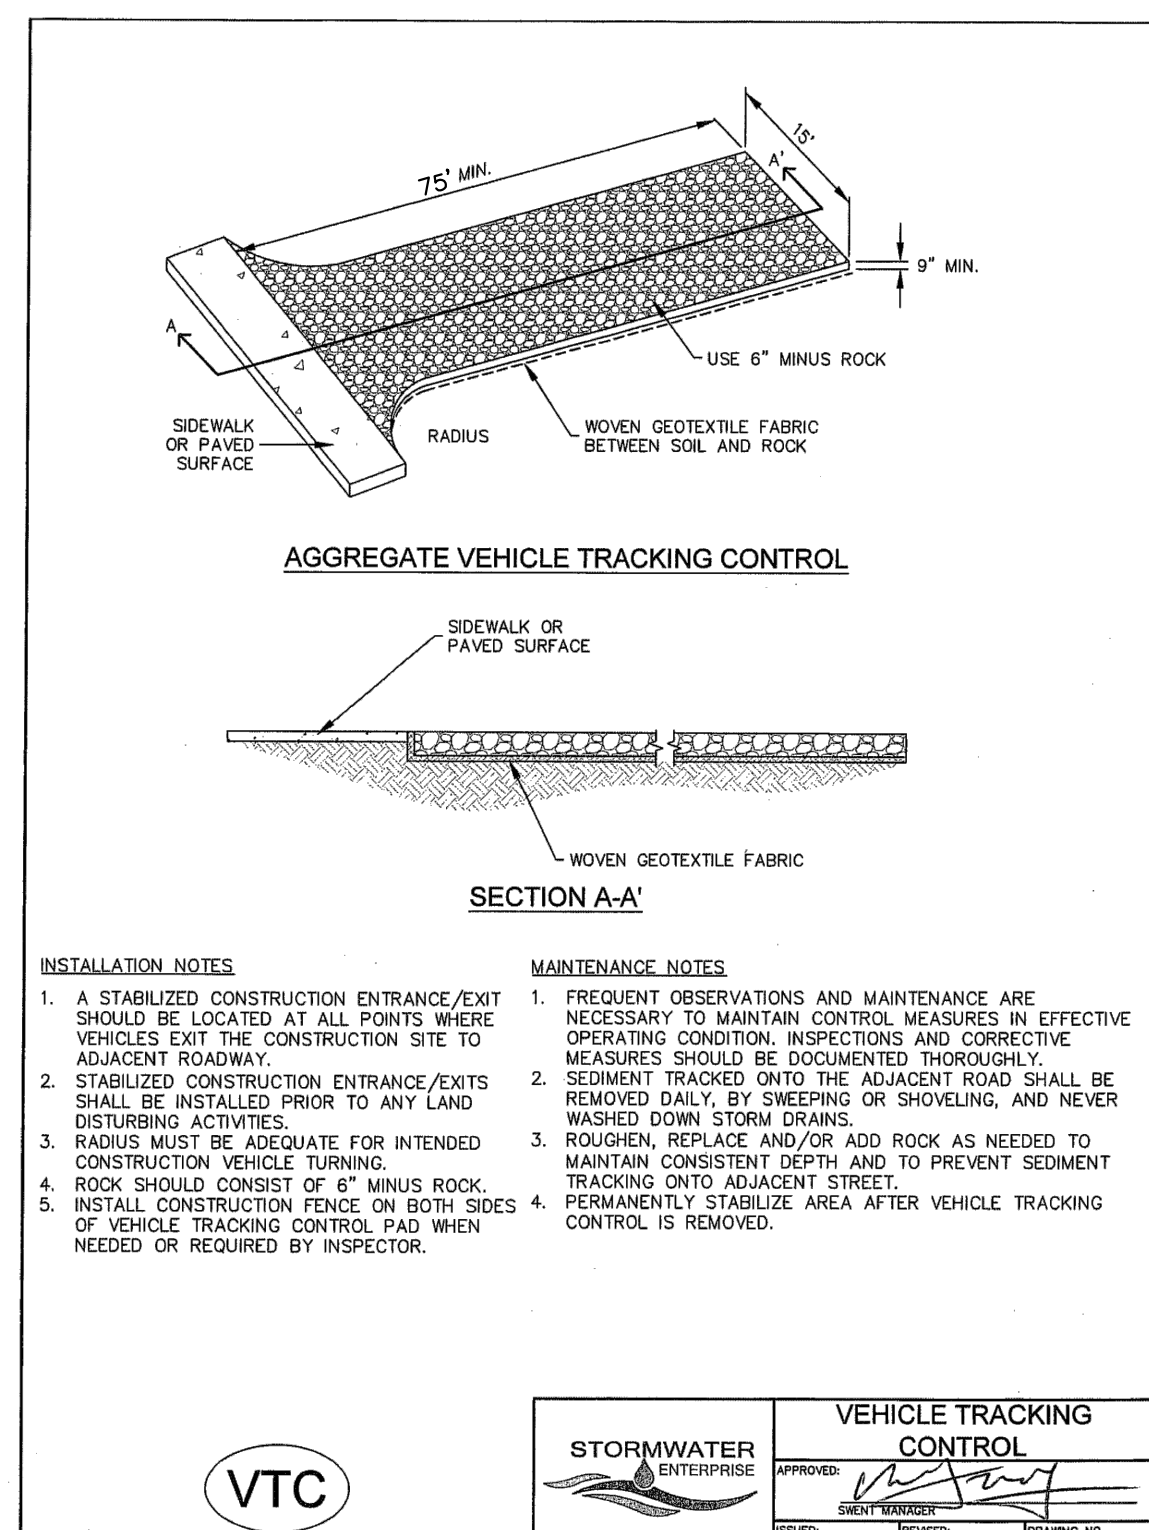 75' MIN.
15'
A'
9" MIN.
A
USE 6" MINUS ROCK
SIDEWALK
OR PAVED
SURFACE
RADIUS
WOVEN GEOTEXTILE FABRIC
BETWEEN SOIL AND ROCK
AGGREGATE VEHICLE TRACKING CONTROL
SIDEWALK OR
PAVED SURFACE
WOVEN GEOTEXTILE FABRIC
SECTION A-A'
INSTALLATION NOTES
1. A STABILIZED CONSTRUCTION ENTRANCE/EXIT
SHOULD BE LOCATED AT ALL POINTS WHERE
VEHICLES EXIT THE CONSTRUCTION SITE TO
ADJACENT ROADWAY.
2. STABILIZED CONSTRUCTION ENTRANCE/EXITS
SHALL BE INSTALLED PRIOR TO ANY LAND
DISTURBING ACTIVITIES.
3. RADIUS MUST BE ADEQUATE FOR INTENDED
CONSTRUCTION VEHICLE TURNING.
4. ROCK SHOULD CONSIST OF 6" MINUS ROCK.
5. INSTALL CONSTRUCTION FENCE ON BOTH SIDES
OF VEHICLE TRACKING CONTROL PAD WHEN
NEEDED OR REQUIRED BY INSPECTOR.
MAINTENANCE NOTES
1. FREQUENT OBSERVATIONS AND MAINTENANCE ARE
NECESSARY TO MAINTAIN CONTROL MEASURES IN EFFECTIVE
OPERATING CONDITION. INSPECTIONS AND CORRECTIVE
MEASURES SHOULD BE DOCUMENTED THOROUGHLY.
2. SEDIMENT TRACKED ONTO THE ADJACENT ROAD SHALL BE
REMOVED DAILY, BY SWEEPING OR SHOVELING, AND NEVER
WASHED DOWN STORM DRAINS.
3. ROUGHEN, REPLACE AND/OR ADD ROCK AS NEEDED TO
MAINTAIN CONSISTENT DEPTH AND TO PREVENT SEDIMENT
TRACKING ONTO ADJACENT STREET.
4. PERMANENTLY STABILIZE AREA AFTER VEHICLE TRACKING
CONTROL IS REMOVED.
VTC
STORMWATER
ENTERPRISE
VEHICLE TRACKING
CONTROL
APPROVED:
SWENT MANAGER
ISSUED:
REVISED:
DRAWING NO.